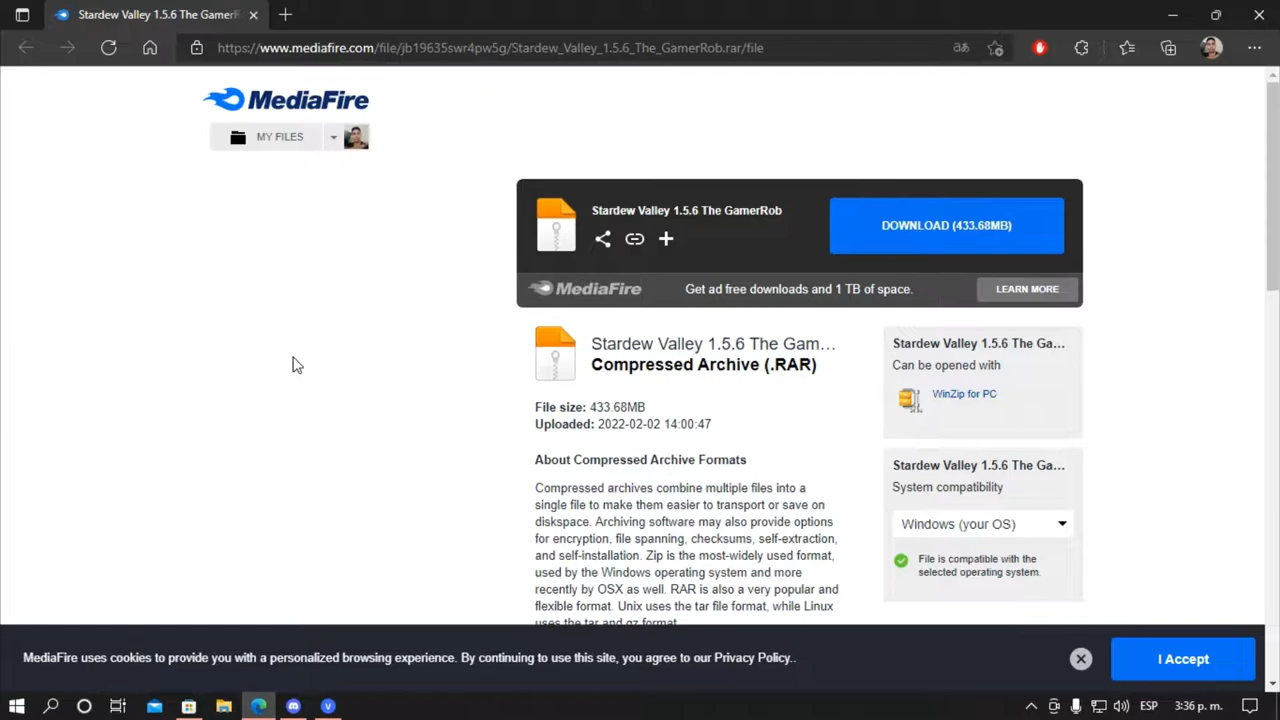 Stardew Valley 1.5.6 The GamerR
https://www.mediafire.com/file/jb19635swr4pw5g/Stardew_Valley_1.5.6_The_GamerRob.rar/file
MediaFire
MY FILES
Stardew Valley 1.5.6 The GamerRob
DOWNLOAD (433.68MB)
MediaFire
Get ad free downloads and 1 TB of space.
LEARN MORE
Stardew Valley 1.5.6 The Gam...
Compressed Archive (.RAR)
File size: 433.68MB
Uploaded: 2022-02-02 14:00:47
About Compressed Archive Formats
Compressed archives combine multiple files into a
single file to make them easier to transport or save on
diskspace. Archiving software may also provide options
for encryption, file spanning, checksums, self-extraction,
and self-installation. Zip is the most-widely used format,
used by the Windows operating system and more
recently by OSX as well. RAR is also a very popular and
flexible format. Unix uses the tar file format, while Linux
uses the tar and gz format.
Stardew Valley 1.5.6 The Ga...
Can be opened with
WinZip for PC
Stardew Valley 1.5.6 The Ga...
System compatibility
Windows (your OS)
File is compatible with the
selected operating system.
MediaFire uses cookies to provide you with a personalized browsing experience. By continuing to use this site, you agree to our Privacy Policy..
I Accept
ESP
3:36 p. m.